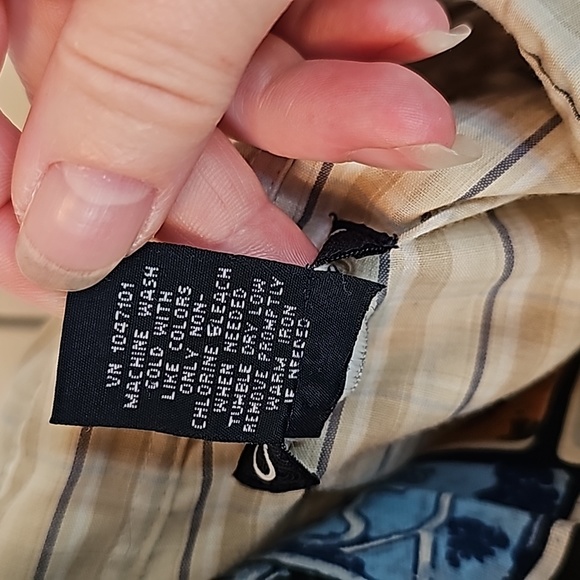 VN 1047101
MACHINE WASH
COLD WITH
LIKE COLORS
ONLY NON-
CHLORINE BLEACH
WHEN NEEDED
TUMBLE DRY LOW
REMOVE PROMPTLY
WARM IRON
IF NEEDED